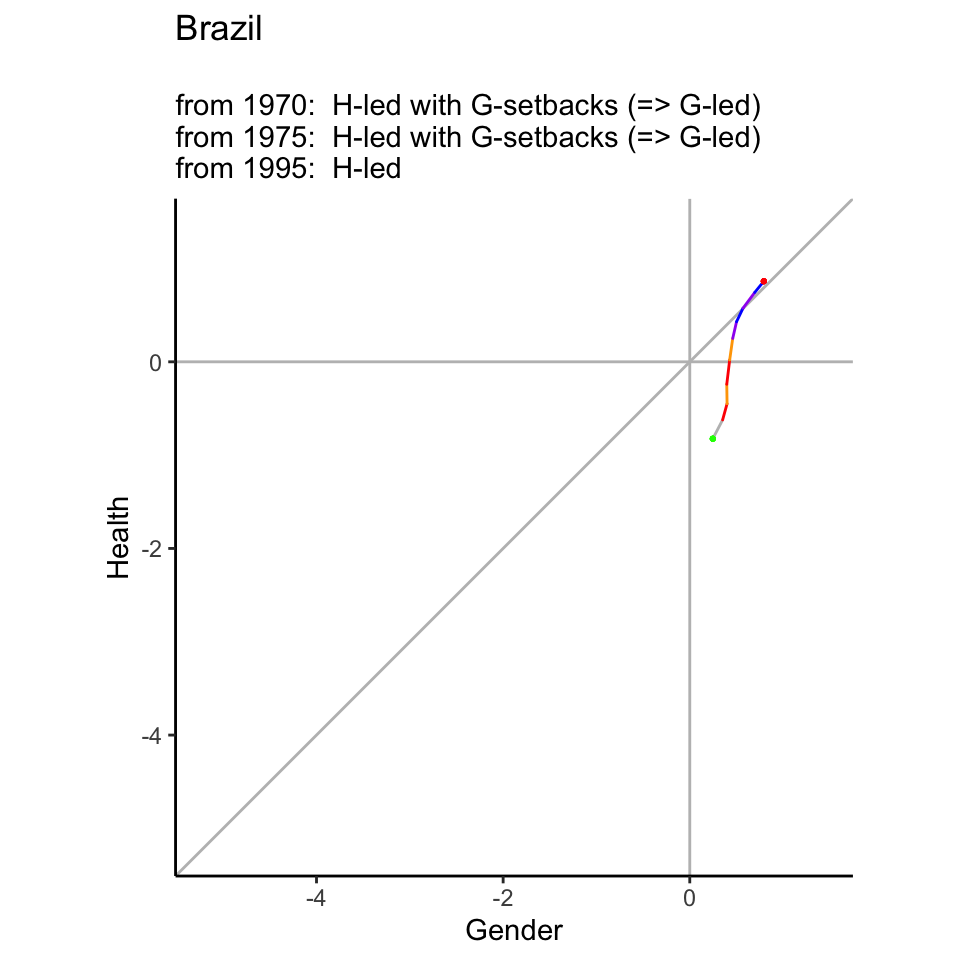 Brazil
from 1970:  H-led with G-setbacks (=> G-led)
from 1975:  H-led with G-setbacks (=> G-led)
from 1995:  H-led
0
-2
-4
Health
-4
-2
0
Gender